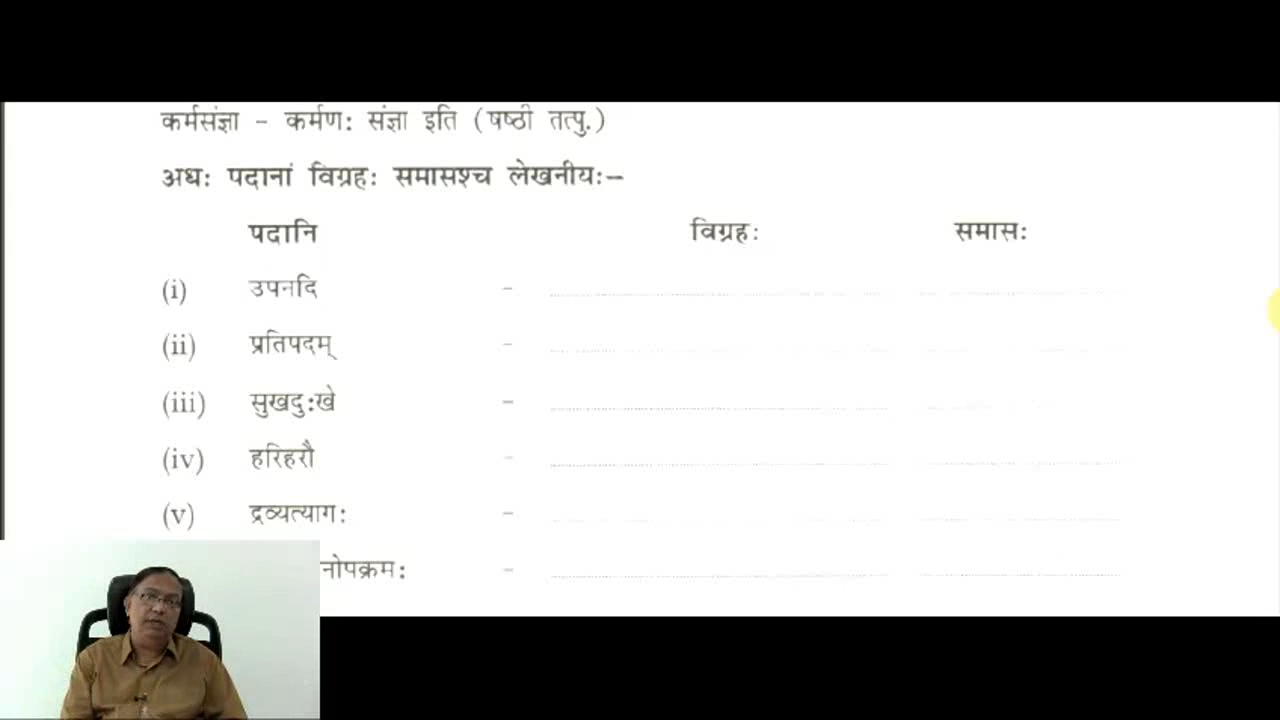 कर्मसंज्ञा - कर्मण: संज्ञा इति (षष्ठी तत्पु.)
अधः पदानां विग्रहः समासश्च लेखनीयः–
पदानि विग्रहः समासः
(i) उपनदि -
(ii) प्रतिपदम् -
(iii) सुखदुःखे -
(iv) हरिहरौ -
(v) द्रव्यत्यागः -
नोपक्रमः -